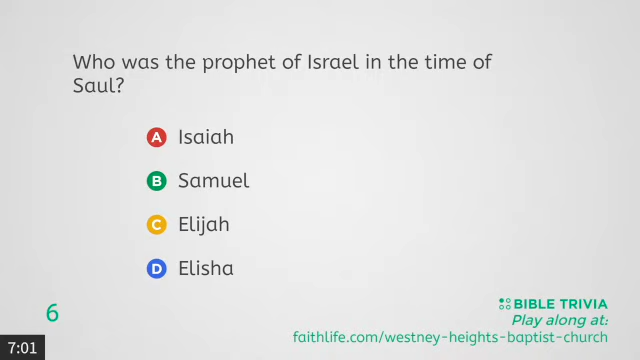 Who was the prophet of Israel in the time of
Saul?
A Isaiah
B Samuel
C Elijah
D Elisha
6
BIBLE TRIVIA
Play along at:
faithlife.com/westney-heights-baptist-church
7:01